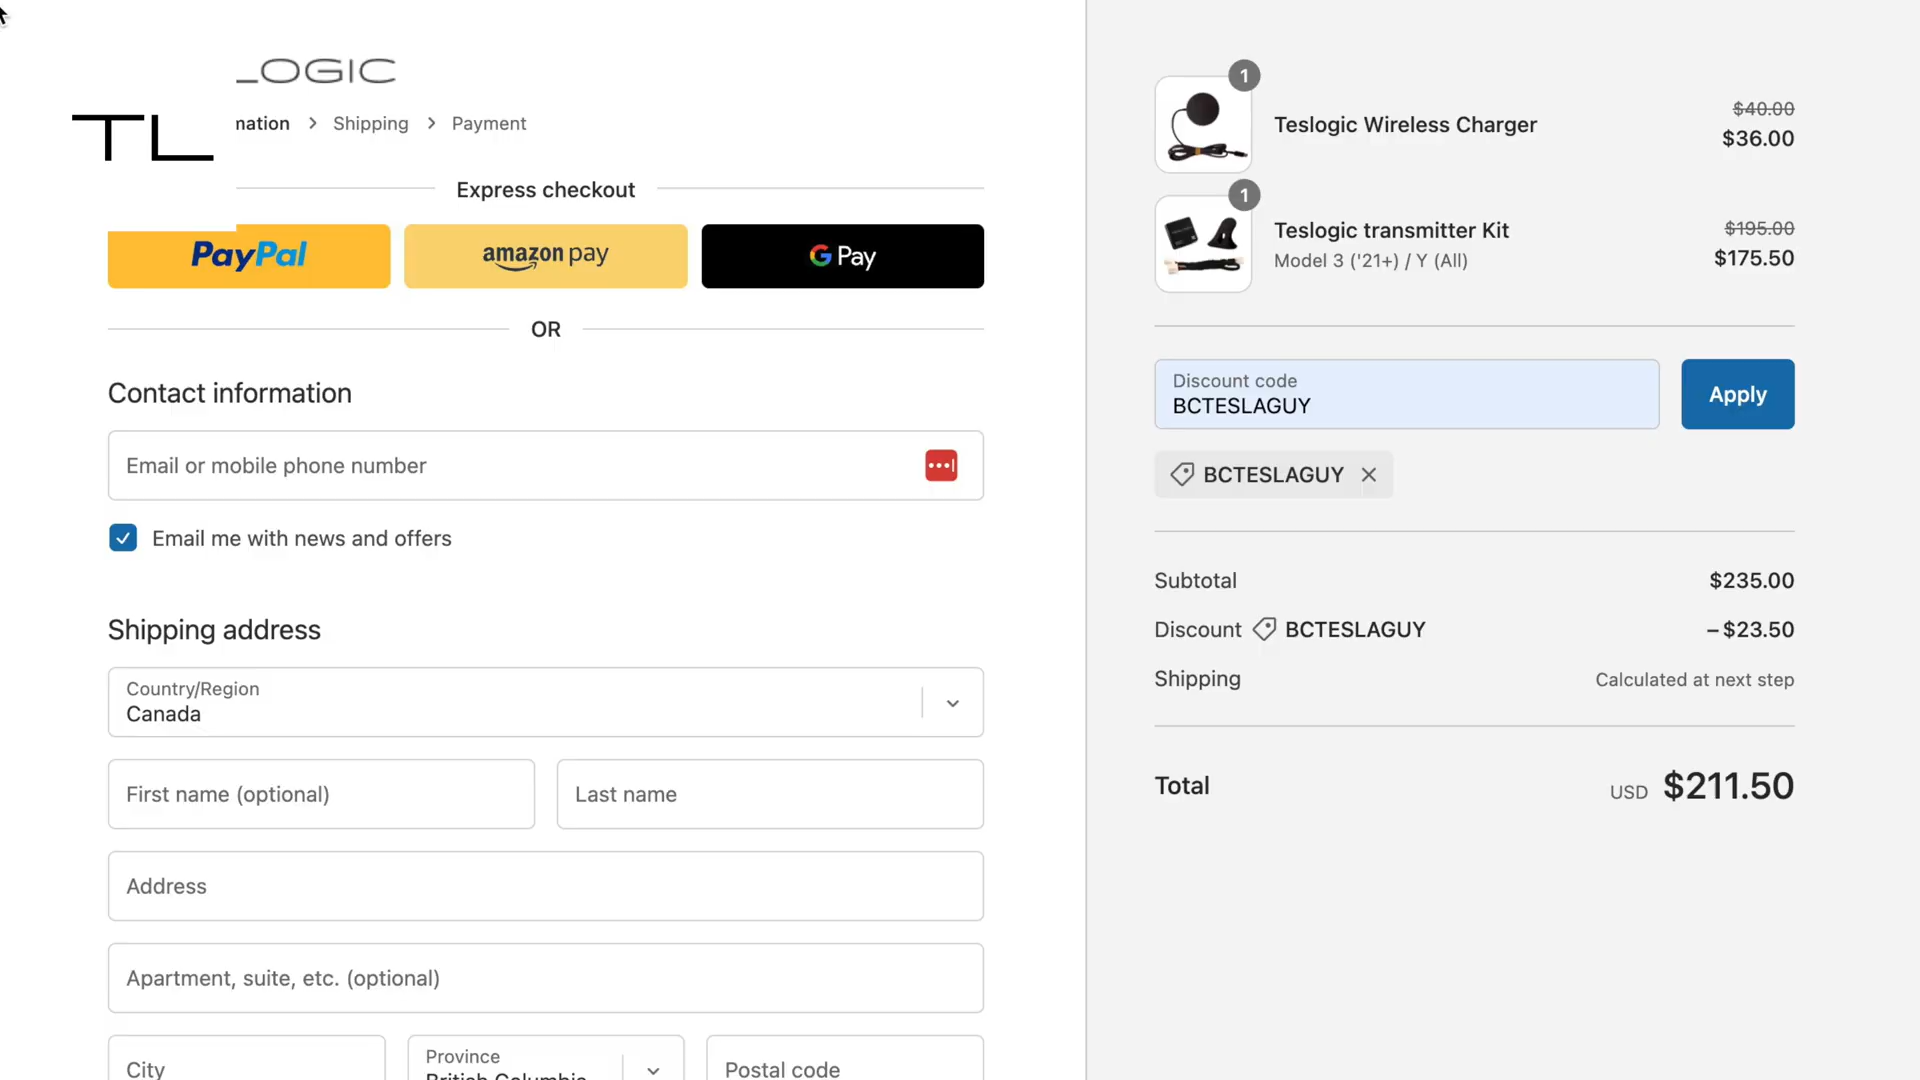 LOGIC
TL
mation > Shipping > Payment
Express checkout
PayPal
amazon pay
G Pay
OR
Contact information
Email or mobile phone number
Email me with news and offers
Shipping address
Country/Region
Canada
First name (optional)
Last name
Address
Apartment, suite, etc. (optional)
City
Province
British Columbia
Postal code
1
Teslogic Wireless Charger
$40.00
$36.00
1
Teslogic transmitter Kit
Model 3 ('21+) / Y (All)
$195.00
$175.50
Discount code
BCTESLAGUY
Apply
BCTESLAGUY
Subtotal
$235.00
Discount BCTESLAGUY
–$23.50
Shipping
Calculated at next step
Total
USD $211.50